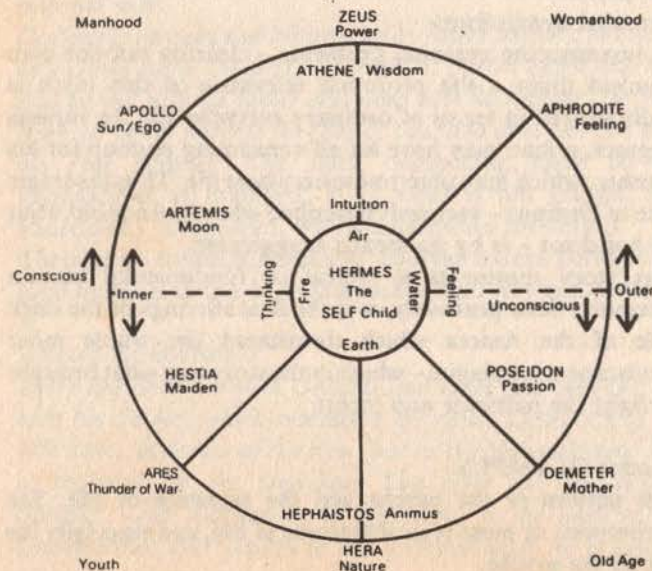 Manhood
ZEUS
Power
Womanhood
ATHENE Wisdom
APOLLO
Sun/Ego
APHRODITE
Feeling
ARTEMIS
Moon
Intuition
Air
Conscious
Inner
Thinking
Fire
HERMES
The
SELF Child
Water
Feeling
Unconscious
Outer
Earth
HESTIA
Maiden
POSEIDON
Passion
ARES
Thunder of War
DEMETER
Mother
HEPHAISTOS Animus
HERA
Nature
Youth
Old Age